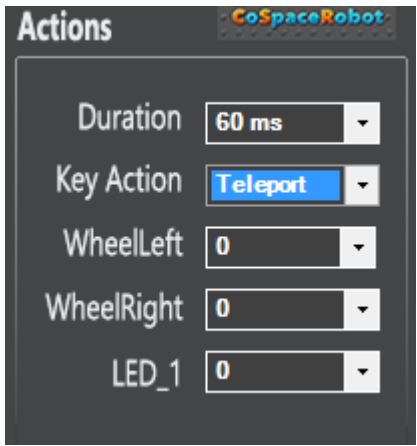 Actions CoSpaceRobot
Duration 60 ms
Key Action Teleport
WheelLeft 0
WheelRight 0
LED_1 0